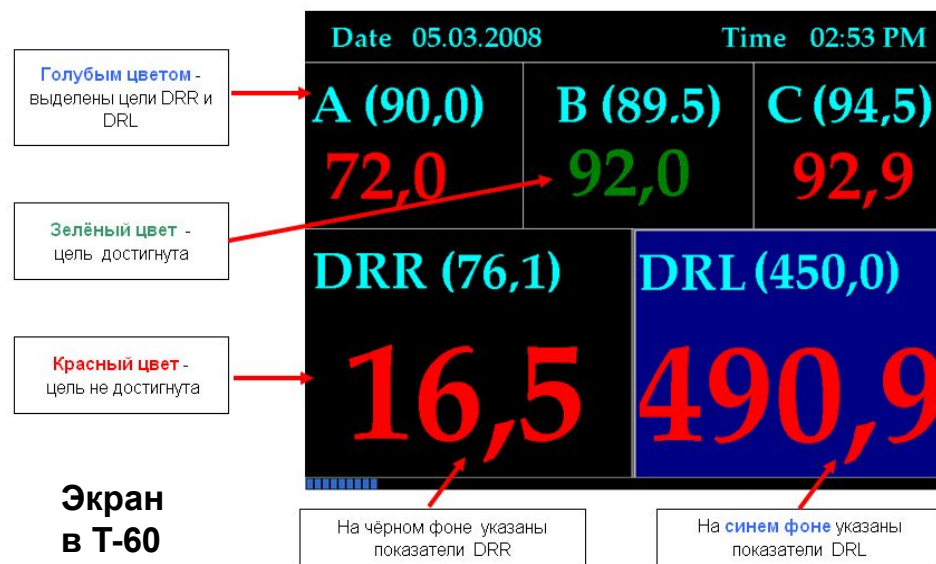 Date 05.03.2008 Time 02:53 PM
Голубым цветом -
выделены цели DRR и
DRL
A (90,0) B (89,5) C (94,5)
72,0 92,0 92,9
Зелёный цвет -
цель достигнута
DRR (76,1) DRL (450,0)
Красный цвет -
цель не достигнута
16,5 490,9
Экран
в Т-60
На чёрном фоне указаны
показатели DRR
На синем фоне указаны
показатели DRL